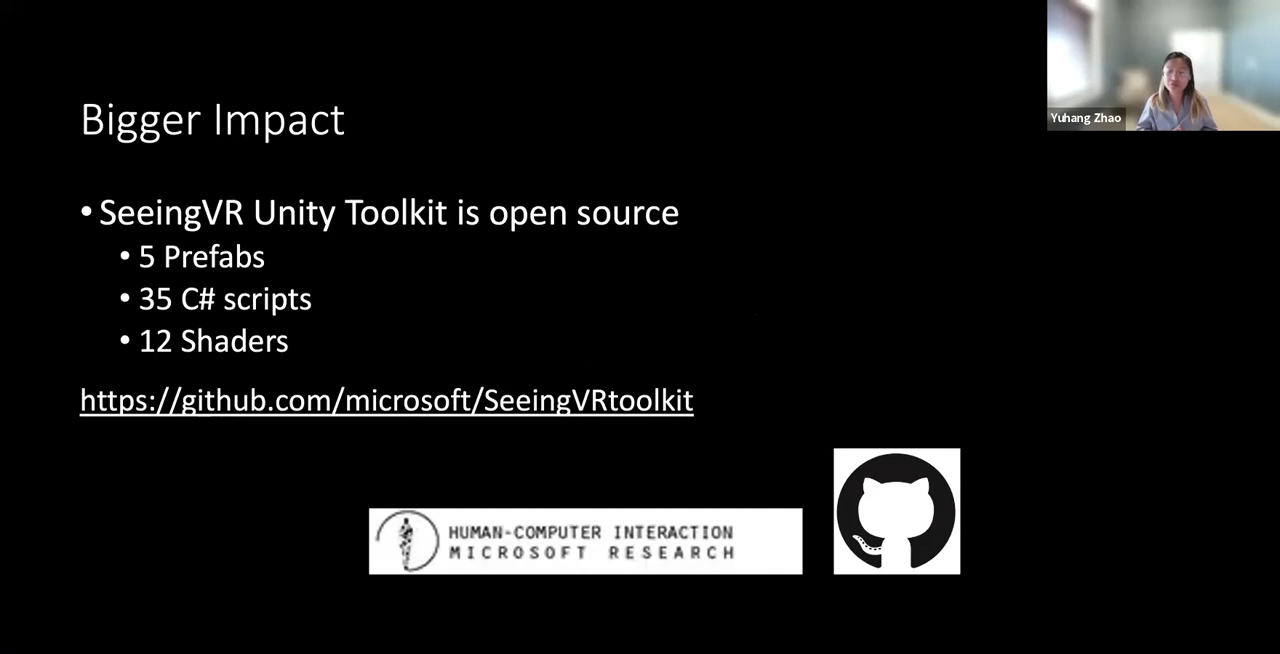 Yuhang Zhao
Bigger Impact
• SeeingVR Unity Toolkit is open source
• 5 Prefabs
• 35 C# scripts
• 12 Shaders
https://github.com/microsoft/SeeingVRtoolkit
HUMAN-COMPUTER INTERACTION
MICROSOFT RESEARCH